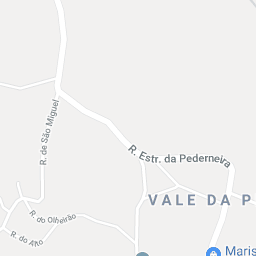 R. de São Miguel
R. Estr. da Pederneira
VALE DA P
R. do Olheirão
R. do Alto
Maris